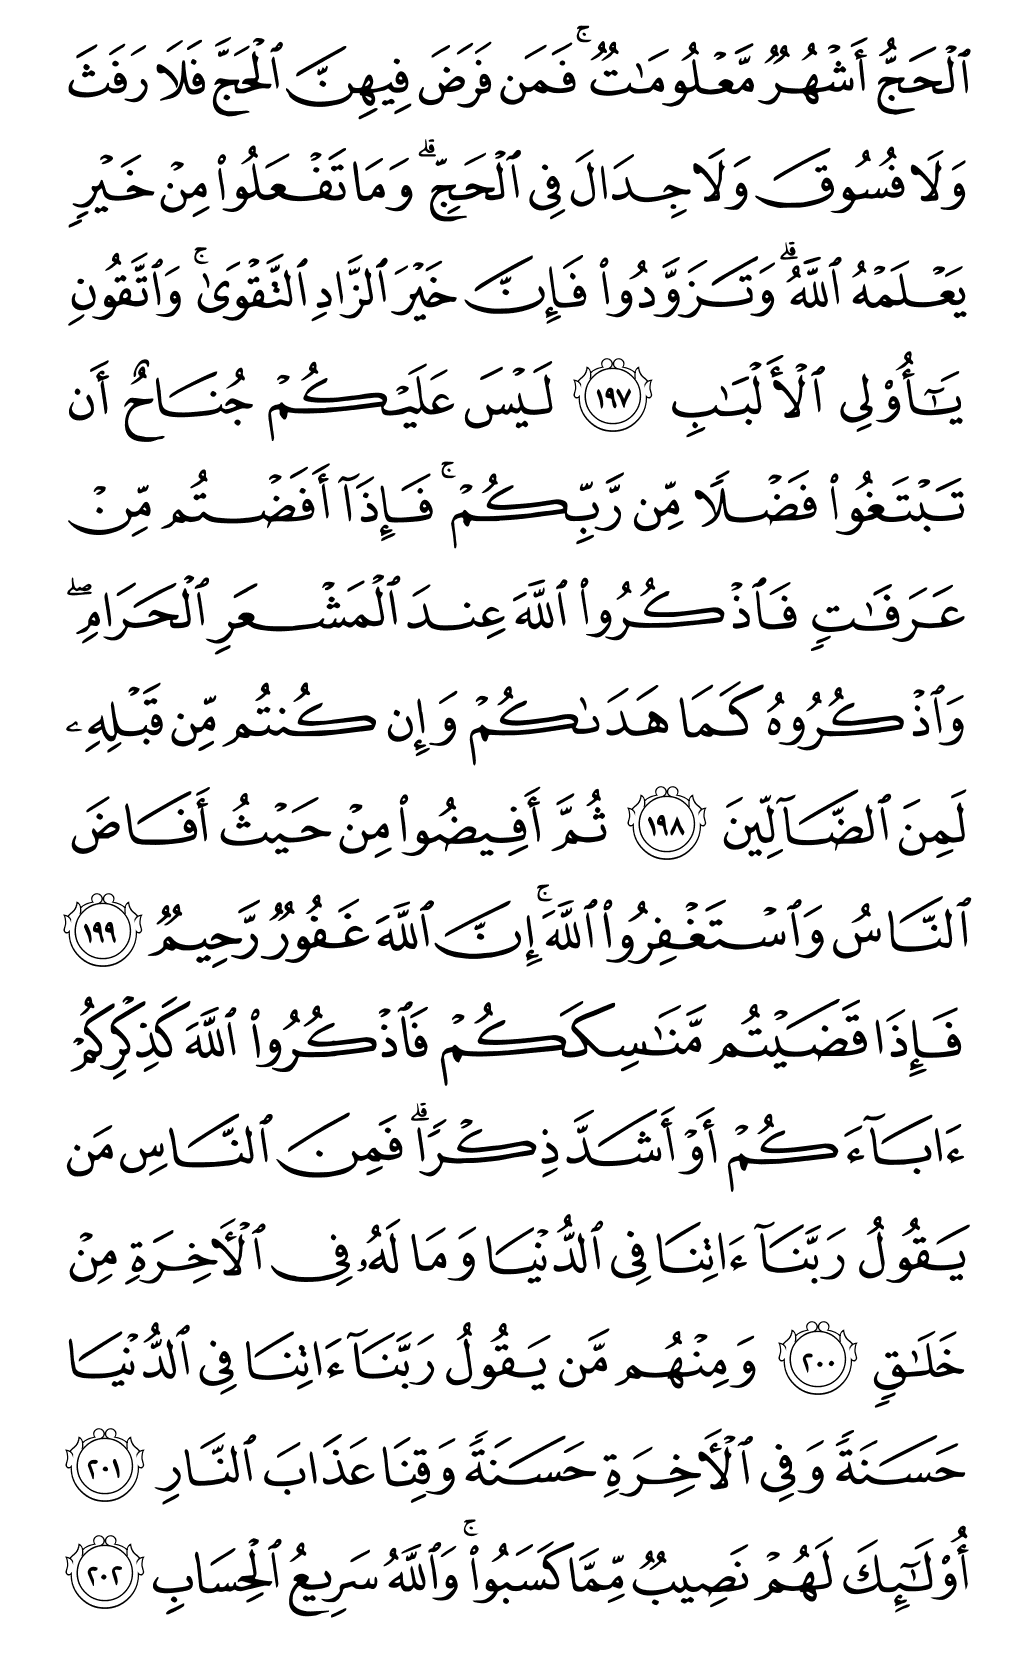 ٱلْحَجُّ أَشْهُرٌ مَّعْلُومَٰتٌ ۚ فَمَن فَرَضَ فِيهِنَّ ٱلْحَجَّ فَلَا رَفَثَ
وَلَا فُسُوقَ وَلَا جِدَالَ فِى ٱلْحَجِّ ۗ وَمَا تَفْعَلُوا۟ مِنْ خَيْرٍ
يَعْلَمْهُ ٱللَّهُ ۗ وَتَزَوَّدُوا۟ فَإِنَّ خَيْرَ ٱلزَّادِ ٱلتَّقْوَىٰ ۚ وَٱتَّقُونِ
يَٰٓأُو۟لِى ٱلْأَلْبَٰبِ ١٩٧ لَيْسَ عَلَيْكُمْ جُنَاحٌ أَن
تَبْتَغُوا۟ فَضْلًا مِّن رَّبِّكُمْ ۚ فَإِذَآ أَفَضْتُم مِّنْ
عَرَفَٰتٍ فَٱذْكُرُوا۟ ٱللَّهَ عِندَ ٱلْمَشْعَرِ ٱلْحَرَامِ ۖ
وَٱذْكُرُوهُ كَمَا هَدَىٰكُمْ وَإِن كُنتُم مِّن قَبْلِهِۦ
لَمِنَ ٱلضَّآلِّينَ ١٩٨ ثُمَّ أَفِيضُوا۟ مِنْ حَيْثُ أَفَاضَ
ٱلنَّاسُ وَٱسْتَغْفِرُوا۟ ٱللَّهَ ۚ إِنَّ ٱللَّهَ غَفُورٌ رَّحِيمٌ ١٩٩
فَإِذَا قَضَيْتُم مَّنَٰسِكَكُمْ فَٱذْكُرُوا۟ ٱللَّهَ كَذِكْرِكُمْ
ءَابَآءَكُمْ أَوْ أَشَدَّ ذِكْرًا ۗ فَمِنَ ٱلنَّاسِ مَن
يَقُولُ رَبَّنَآ ءَاتِنَا فِى ٱلدُّنْيَا وَمَا لَهُۥ فِى ٱلْأَخِرَةِ مِنْ
خَلَٰقٍ ٢٠٠ وَمِنْهُم مَّن يَقُولُ رَبَّنَآ ءَاتِنَا فِى ٱلدُّنْيَا
حَسَنَةً وَفِى ٱلْأَخِرَةِ حَسَنَةً وَقِنَا عَذَابَ ٱلنَّارِ ٢٠١
أُو۟لَٰٓئِكَ لَهُمْ نَصِيبٌ مِّمَّا كَسَبُوا۟ ۚ وَٱللَّهُ سَرِيعُ ٱلْحِسَابِ ٢٠٢